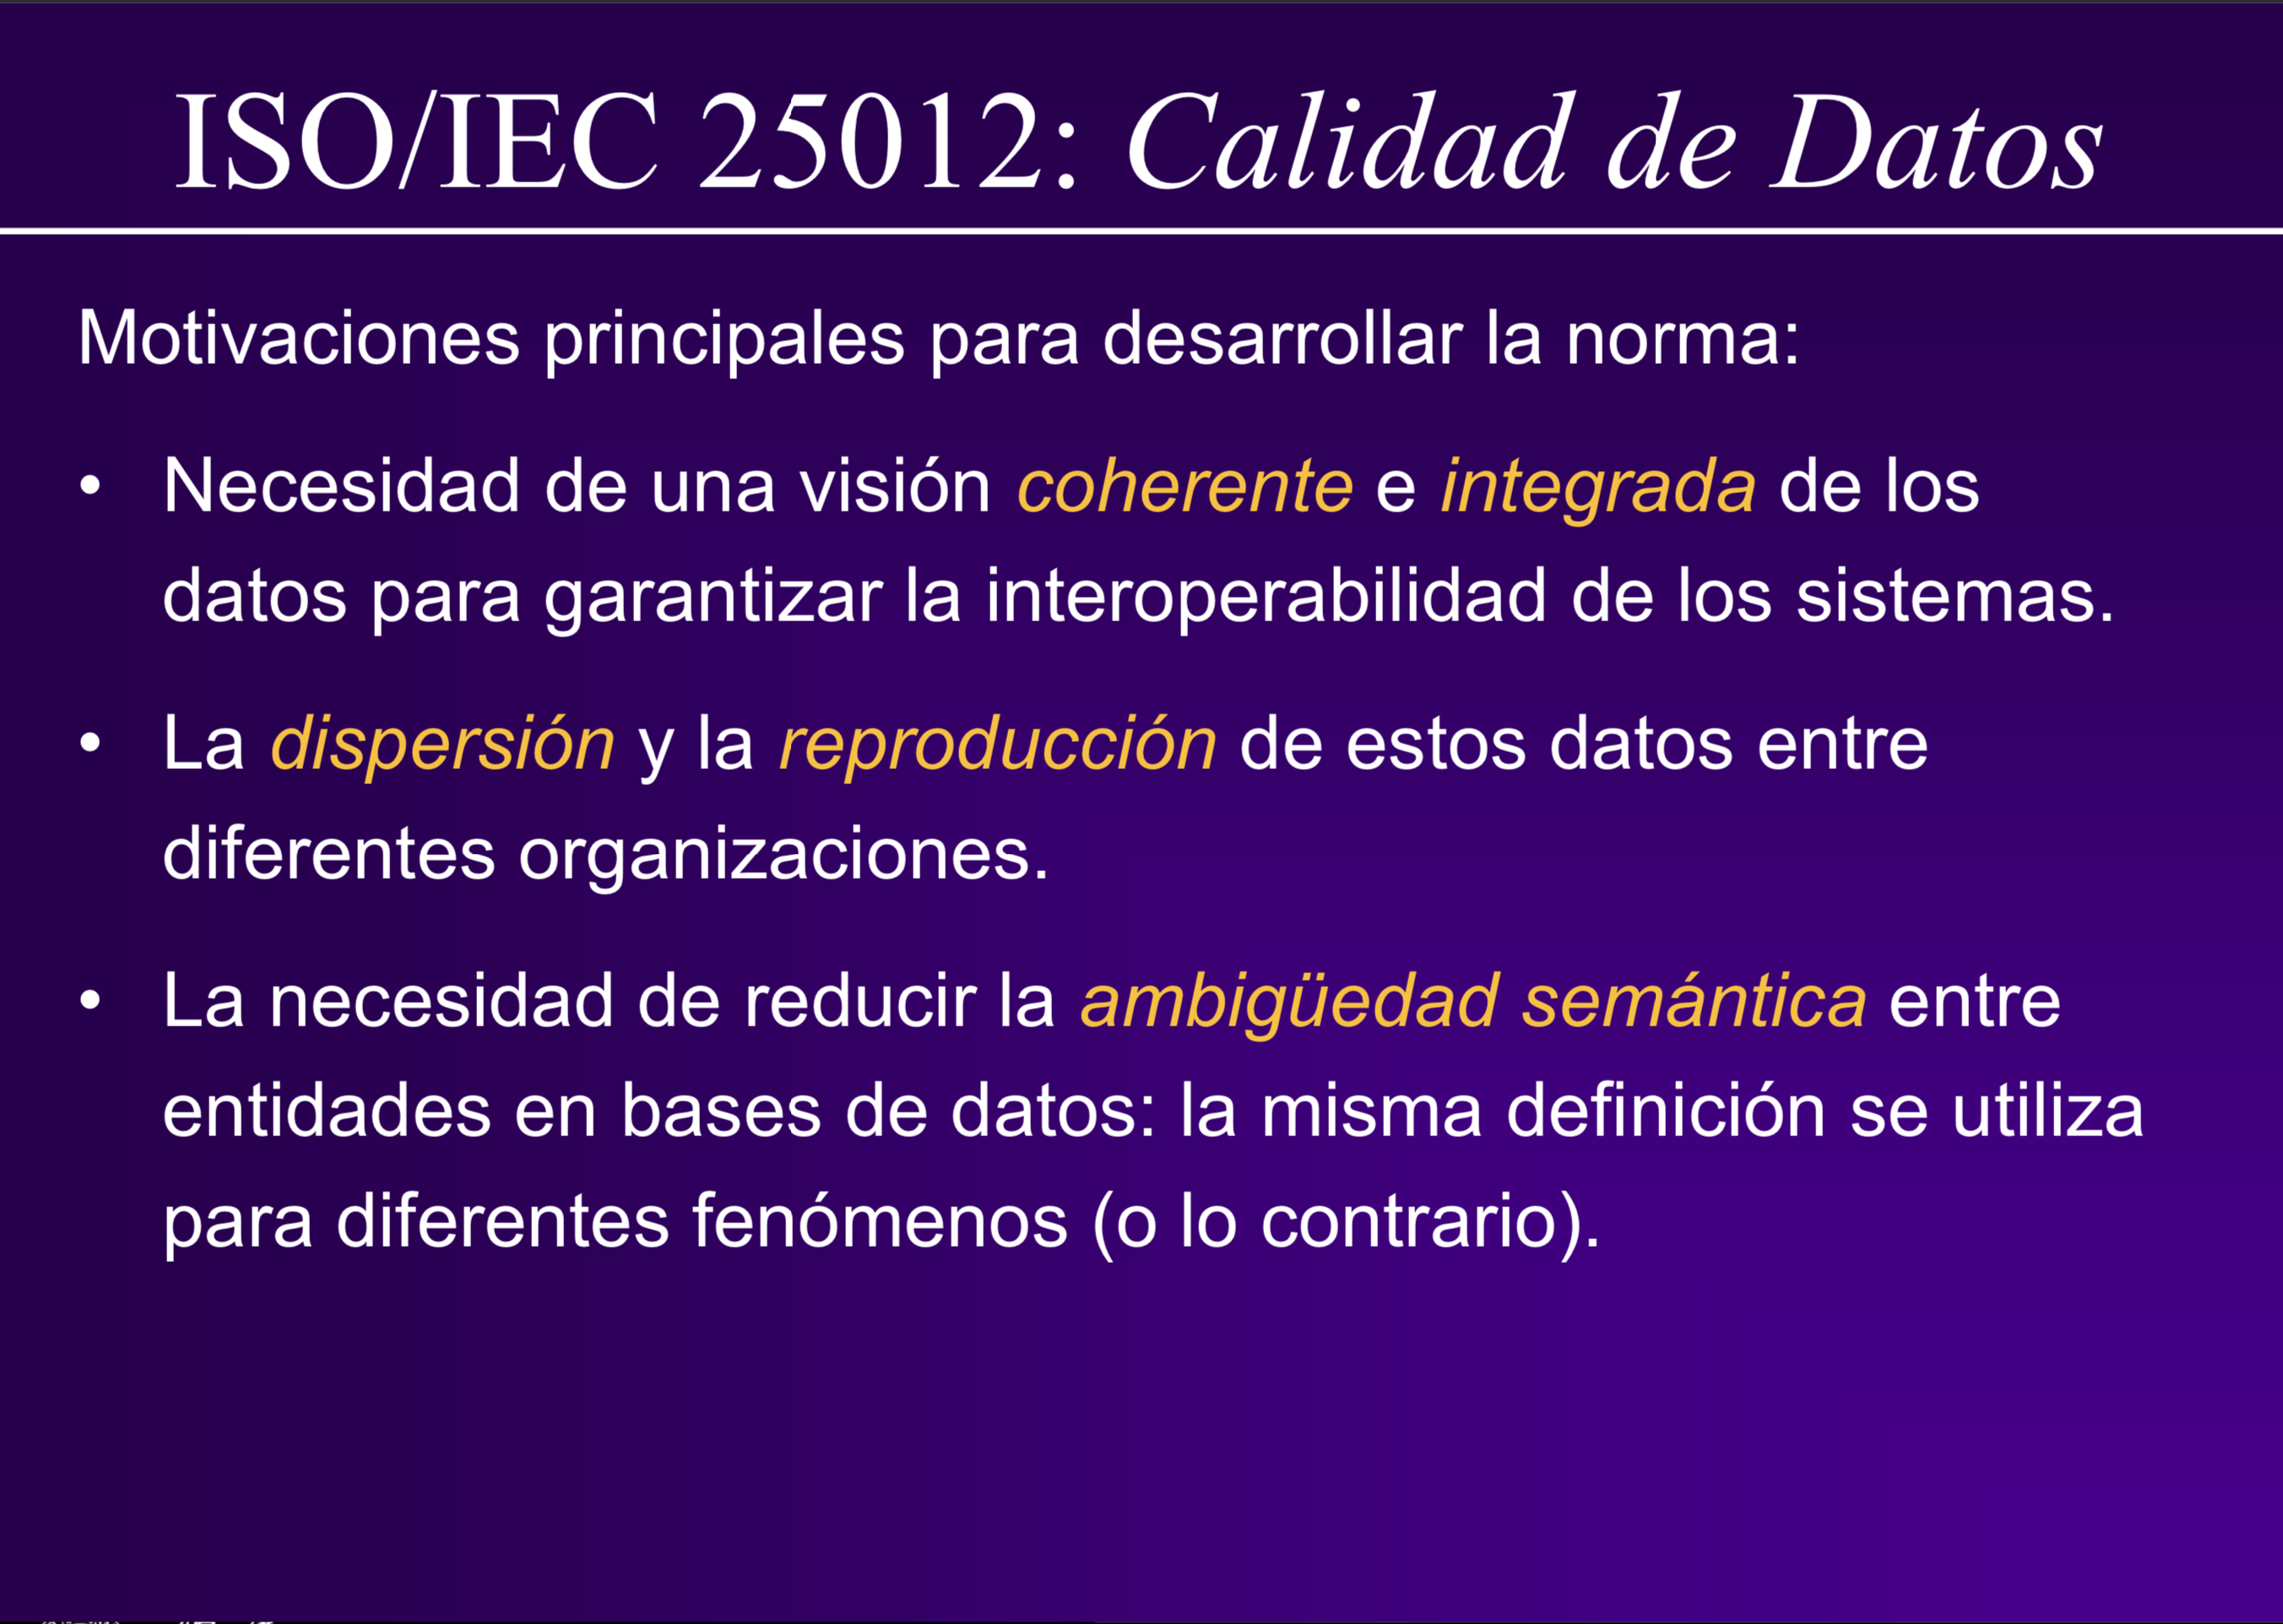 ISO/IEC 25012: Calidad de Datos
Motivaciones principales para desarrollar la norma:
• Necesidad de una visión coherente e integrada de los
datos para garantizar la interoperabilidad de los sistemas.
• La dispersión y la reproducción de estos datos entre
diferentes organizaciones.
• La necesidad de reducir la ambigüedad semántica entre
entidades en bases de datos: la misma definición se utiliza
para diferentes fenómenos (o lo contrario).